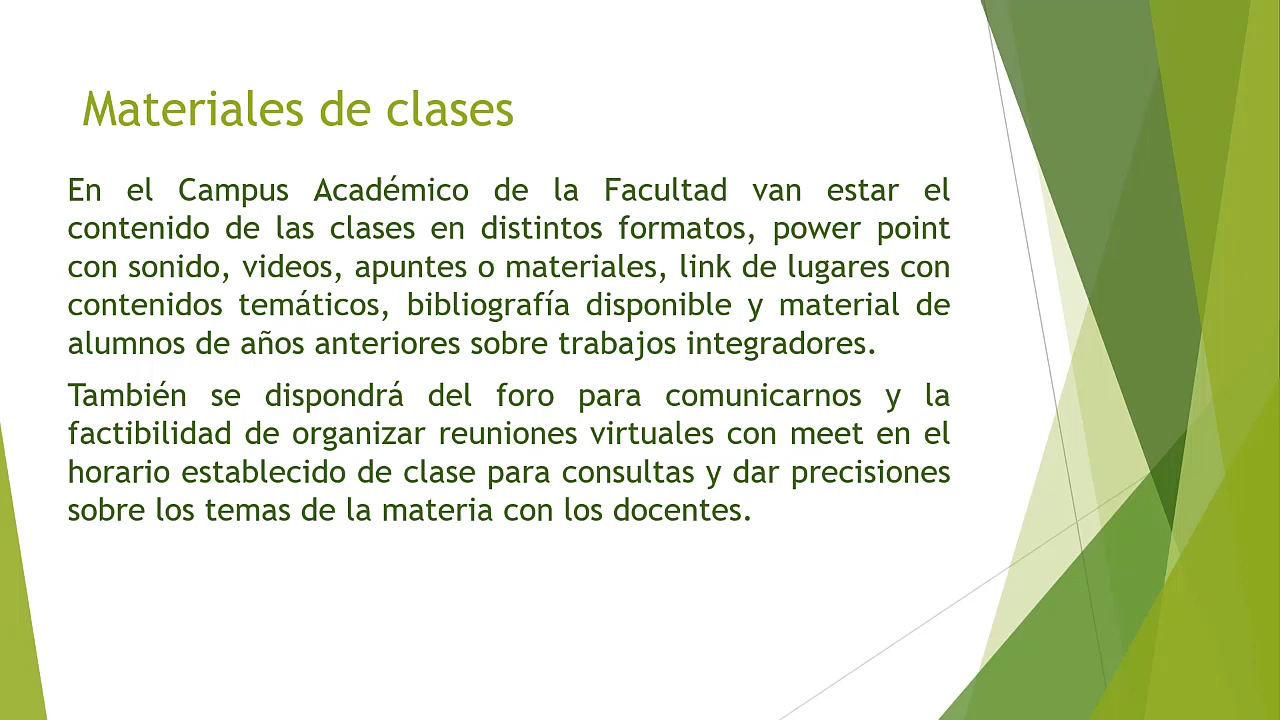 Materiales de clases
En el Campus Académico de la Facultad van estar el
contenido de las clases en distintos formatos, power point
con sonido, videos, apuntes o materiales, link de lugares con
contenidos temáticos, bibliografía disponible y material de
alumnos de años anteriores sobre trabajos integradores.
También se dispondrá del foro para comunicarnos y la
factibilidad de organizar reuniones virtuales con meet en el
horario establecido de clase para consultas y dar precisiones
sobre los temas de la materia con los docentes.